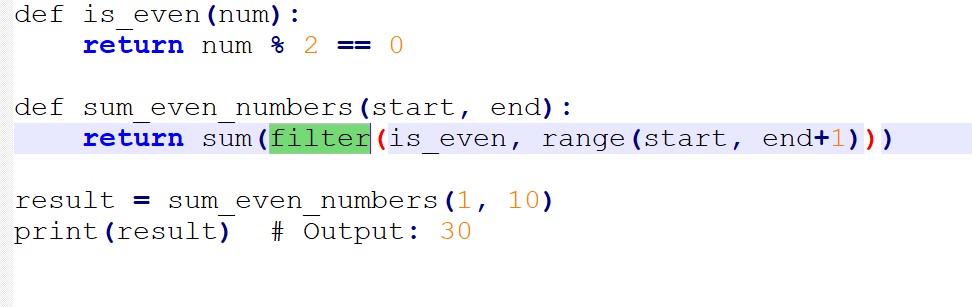 def is_even(num):
    return num % 2 == 0
def sum_even_numbers(start, end):
    return sum(filter(is_even, range(start, end+1)))
result = sum_even_numbers(1, 10)
print(result)  # Output: 30